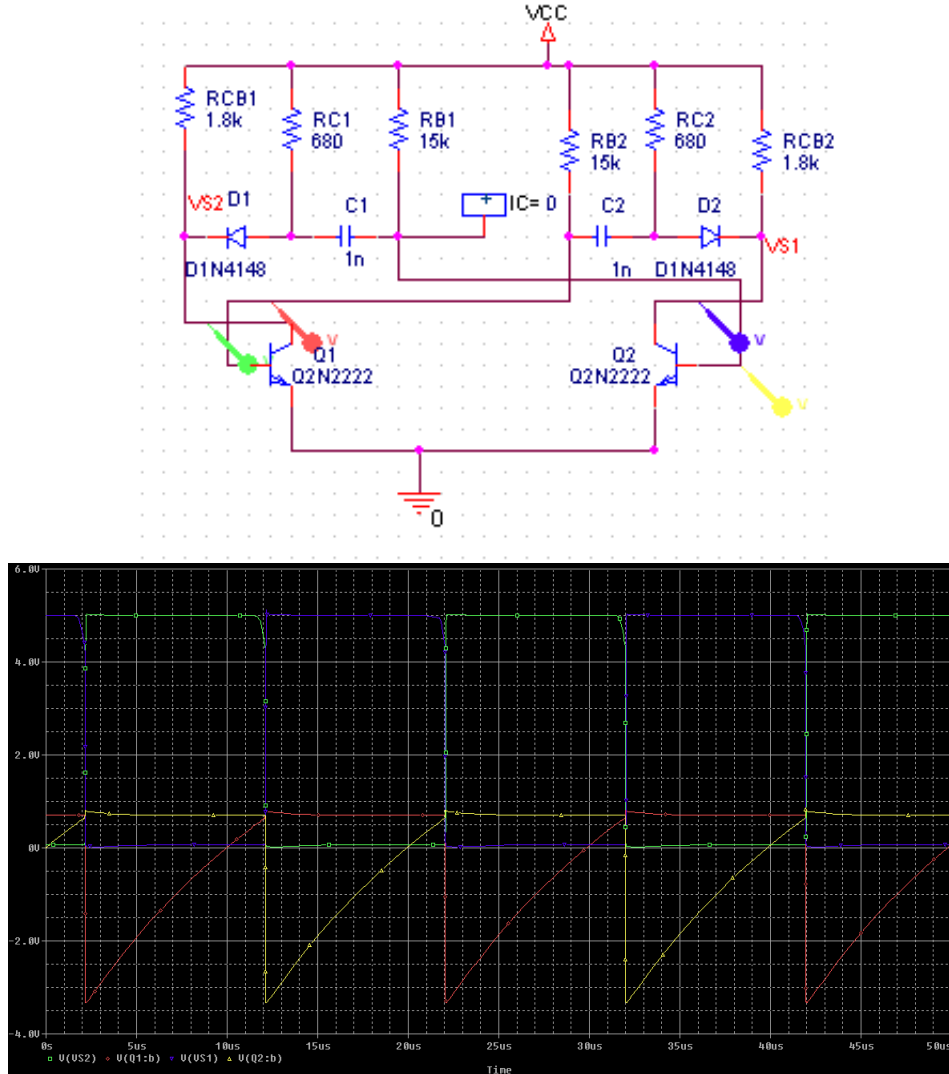 VCC
RCB1
1.8k
RC1
680
RB1
15k
RB2
15k
RC2
680
RCB2
1.8k
VS2
D1
C1
IC= 0
C2
D2
VS1
D1N4148
1n
1n
D1N4148
V
V
V
Q1
Q2N2222
Q2
Q2N2222
V
0
6.0V
4.0V
2.0V
0V
-2.0V
-4.0V
0s 5us 10us 15us 20us 25us 30us 35us 40us 45us 50us
V(VS2) V(Q1:b) V(VS1) V(Q2:b)
Time